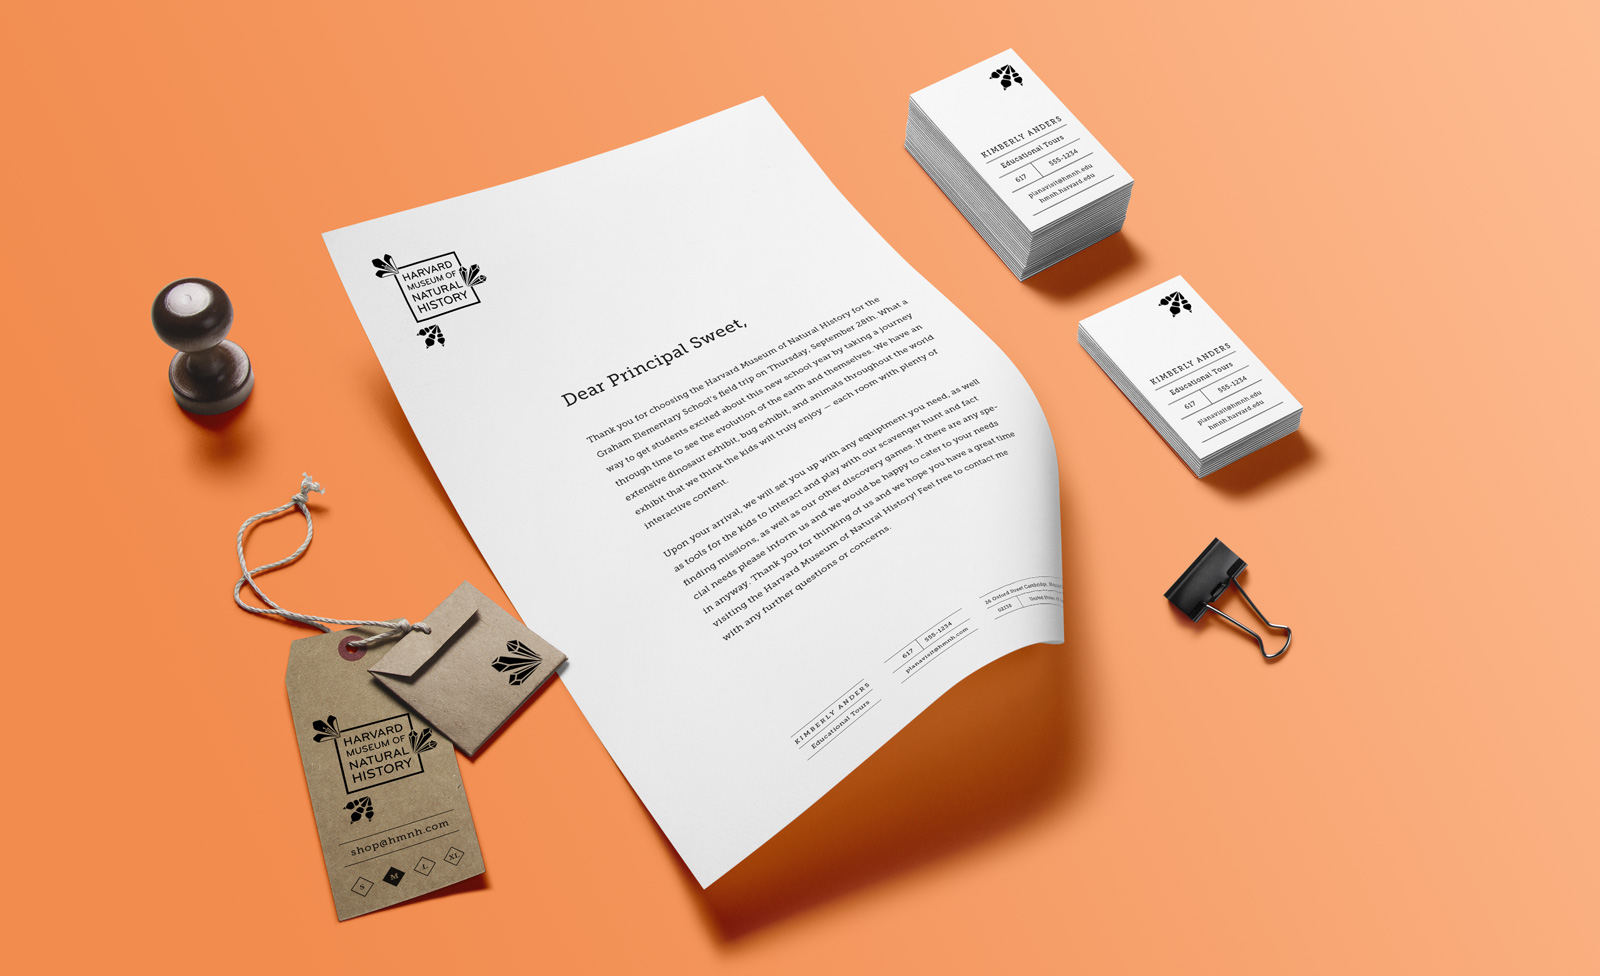 HARVARD
MUSEUM OF
NATURAL
HISTORY
Dear Principal Sweet,
Thank you for choosing the Harvard Museum of Natural History for the
Graham Elementary School's field trip on Thursday, September 28th. What a
way to get students excited about this new school year by taking a journey
through time to see the evolution of the earth and themselves. We have an
extensive dinosaur exhibit, bug exhibit, and animals throughout the world
exhibit that we think the kids will truly enjoy — each room with plenty of
interactive content.
Upon your arrival, we will set you up with any equiptment you need, as well
as tools for the kids to interact and play with our scavenger hunt and fact
finding missions, as well as our other discovery games. If there are any spe-
cial needs please inform us and we would be happy to cater to your needs
in anyway. Thank you for thinking of us and we hope you have a great time
visiting the Harvard Museum of Natural History! Feel free to contact me
with any further questions or concerns.
KIMBERLY ANDERS
Educational Tours
617 555-1234
planavisit@hmnh.com
26 Oxford Street Cambridge,
02138 United States
KIMBERLY ANDERS
Educational Tours
617 555-1234
planavisit@hmnh.edu
hmnh.harvard.edu
KIMBERLY ANDERS
Educational Tours
617 555-1234
planavisit@hmnh.edu
hmnh.harvard.edu
HARVARD
MUSEUM OF
NATURAL
HISTORY
shop@hmnh.com
S M L XL